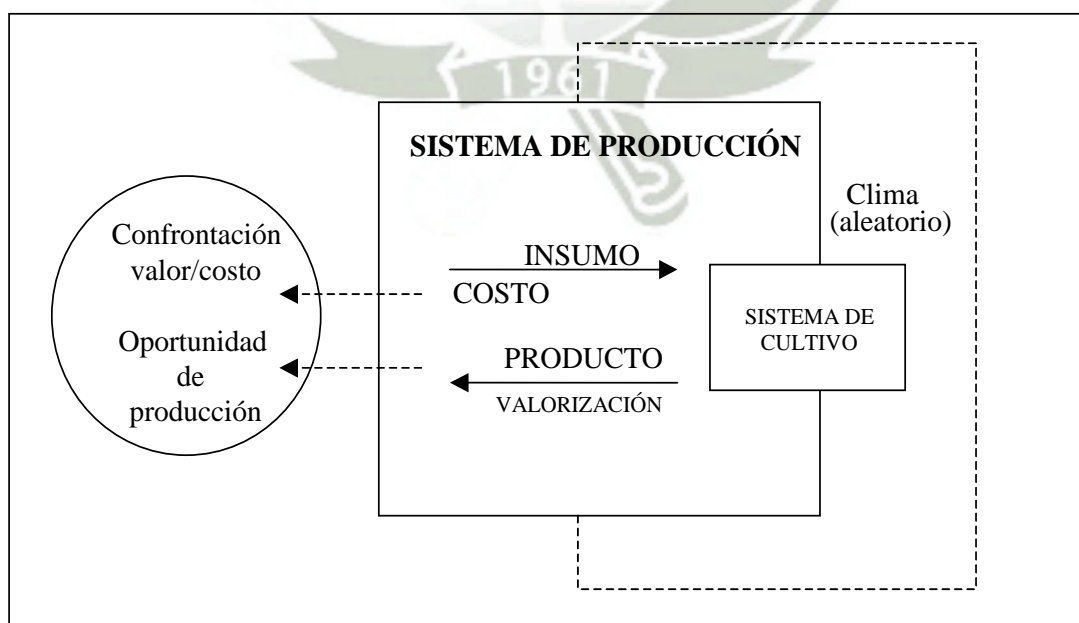 1961
SISTEMA DE PRODUCCIÓN
Clima
(aleatorio)
Confrontación
valor/costo
INSUMO
COSTO
SISTEMA DE
CULTIVO
Oportunidad
de
producción
PRODUCTO
VALORIZACIÓN